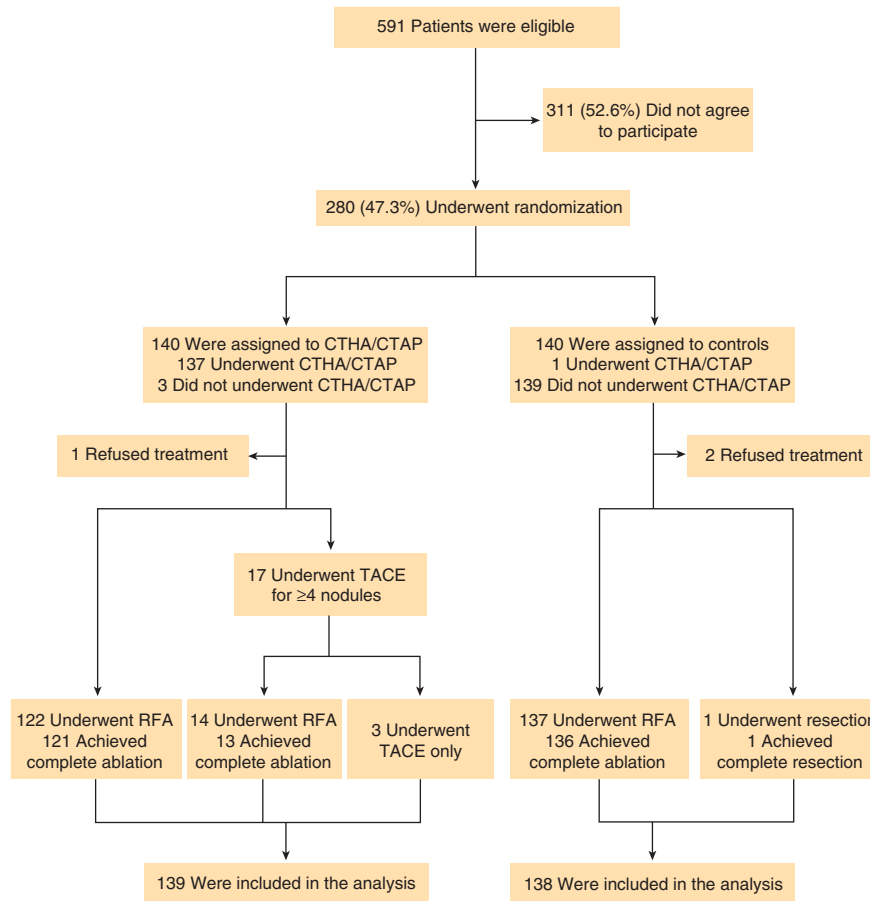 591 Patients were eligible
311 (52.6%) Did not agree
to participate
280 (47.3%) Underwent randomization
140 Were assigned to CTHA/CTAP
137 Underwent CTHA/CTAP
3 Did not underwent CTHA/CTAP
140 Were assigned to controls
1 Underwent CTHA/CTAP
139 Did not underwent CTHA/CTAP
1 Refused treatment
2 Refused treatment
17 Underwent TACE
for ≥4 nodules
122 Underwent RFA
121 Achieved
complete ablation
14 Underwent RFA
13 Achieved
complete ablation
3 Underwent
TACE only
137 Underwent RFA
136 Achieved
complete ablation
1 Underwent resection
1 Achieved
complete resection
139 Were included in the analysis
138 Were included in the analysis